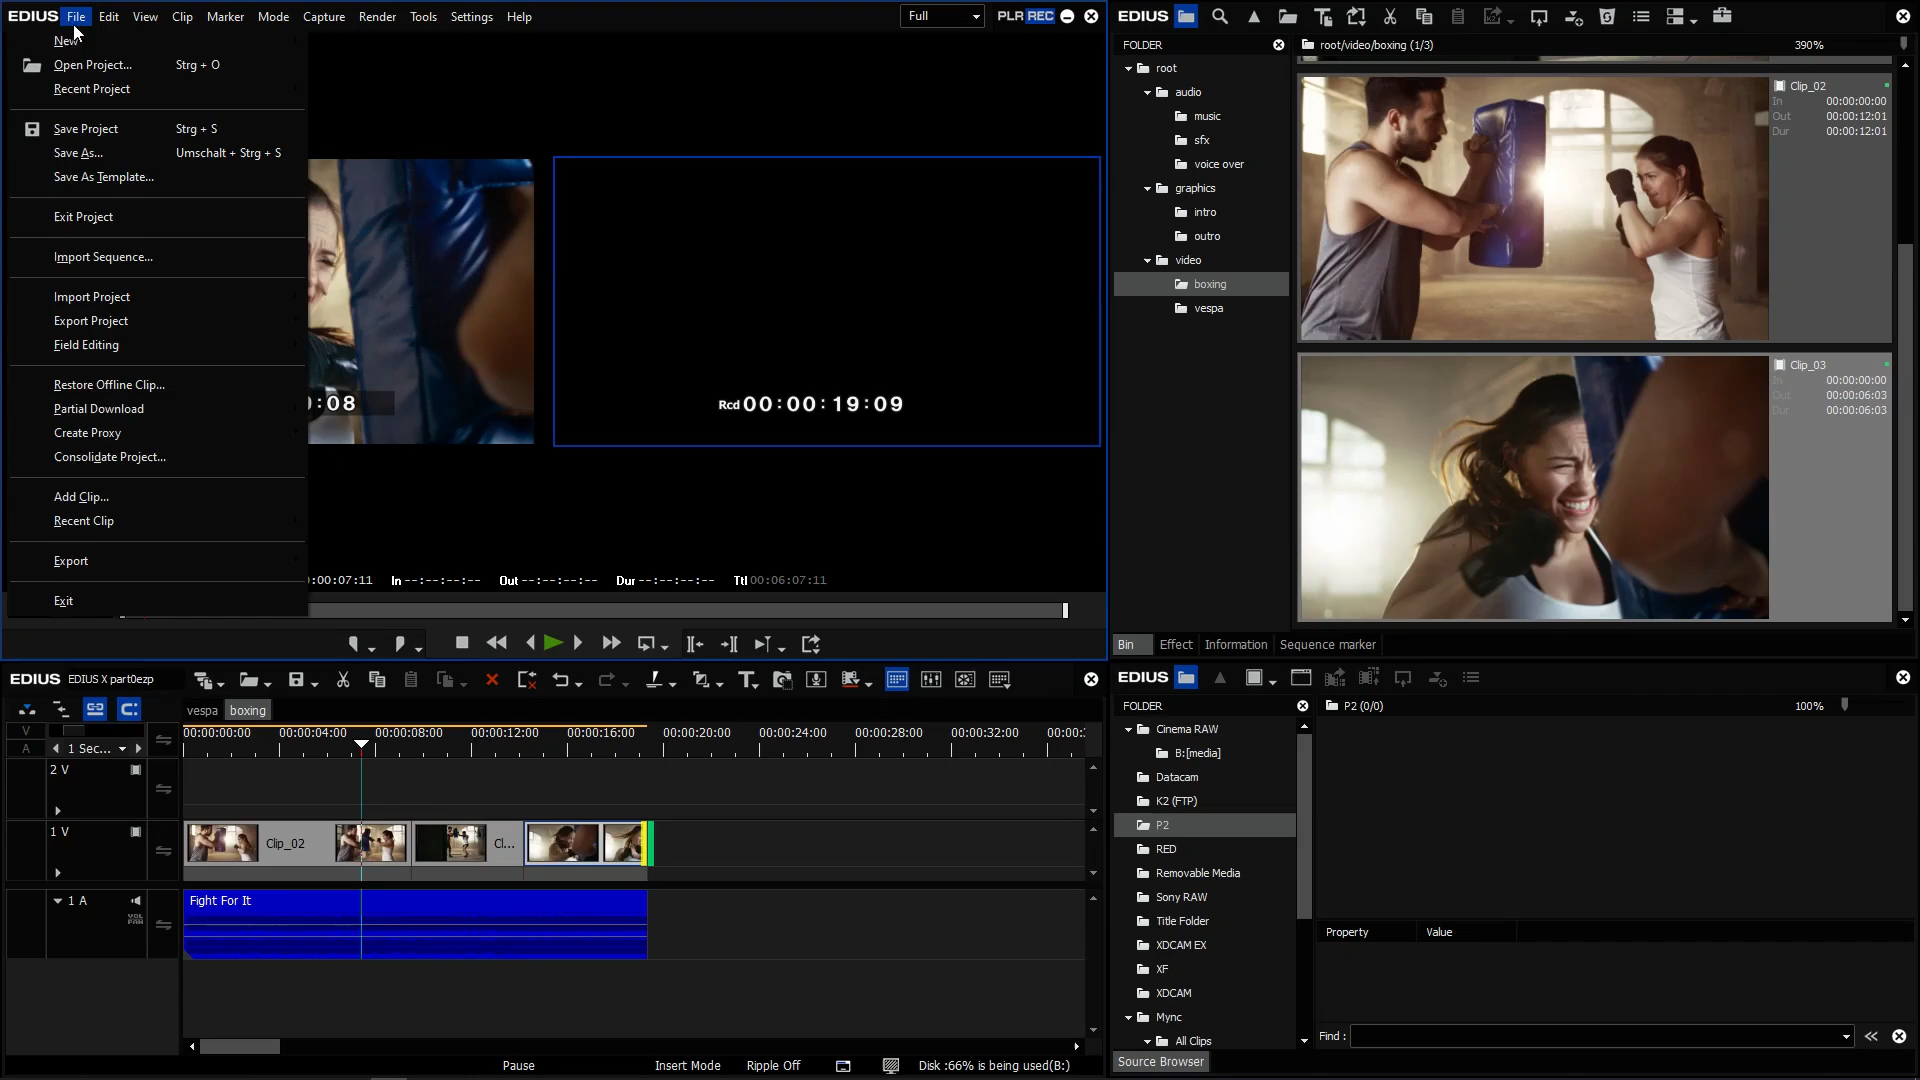 EDIUS File Edit View Clip Marker Mode Capture Render Tools Settings Help Full PLR REC
New
Open Project... Strg + O
Recent Project
Save Project Strg + S
Save As... Umschalt + Strg + S
Save As Template...
Exit Project
Import Sequence...
Import Project
Export Project
Field Editing
Restore Offline Clip...
Partial Download
Create Proxy
Consolidate Project...
Add Clip...
Recent Clip
Export
Exit
:08
Rcd 00:00:19:09
:00:07:11 In --:--:--:-- Out --:--:--:-- Dur --:--:--:-- Ttl 00:06:07:11
EDIUS
FOLDER
root/video/boxing (1/3) 390%
root
audio
music
sfx
voice over
graphics
intro
outro
video
boxing
vespa
Clip_02
In 00:00:00:00
Out 00:00:12:01
Dur 00:00:12:01
Clip_03
In 00:00:00:00
Out 00:00:06:03
Dur 00:00:06:03
Bin Effect Information Sequence marker
EDIUS EDIUS X part0ezp
vespa boxing
V
A 1 Sec...
00:00:00:00 00:00:04:00 00:00:08:00 00:00:12:00 00:00:16:00 00:00:20:00 00:00:24:00 00:00:28:00 00:00:32:00 00:00:
2 V
1 V
Clip_02 Cl...
1 A
VOL
PAN
Fight For It
Pause Insert Mode Ripple Off Disk :66% is being used(B:)
EDIUS
FOLDER
P2 (0/0) 100%
Cinema RAW
B:[media]
Datacam
K2 (FTP)
P2
RED
Removable Media
Sony RAW
Title Folder
XDCAM EX
XF
XDCAM
Mync
All Clips
Property Value
Find :
Source Browser